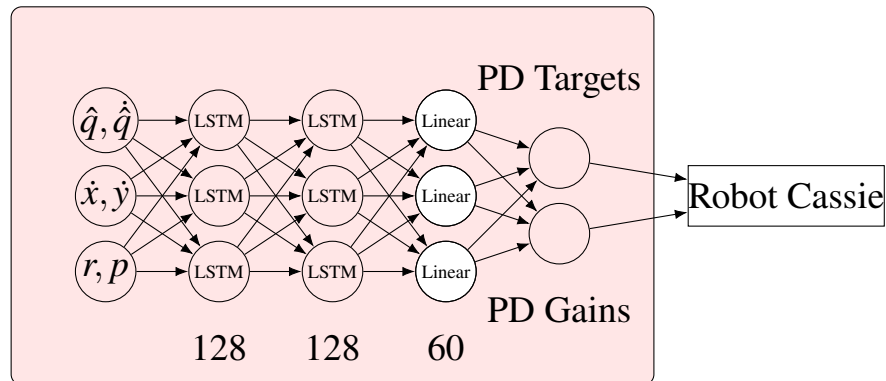 PD Targets
q̂, q̂̇ LSTM LSTM Linear
ẋ, ẏ LSTM LSTM Linear Robot Cassie
r, p LSTM LSTM Linear
PD Gains
128 128 60